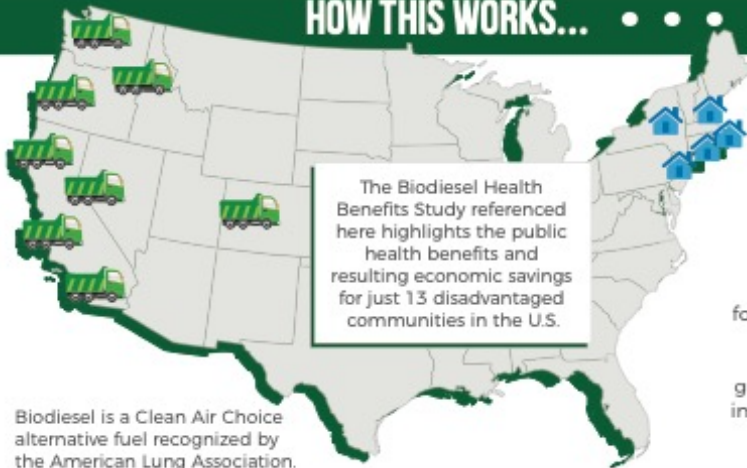 HOW THIS WORKS...
The Biodiesel Health
Benefits Study referenced
here highlights the public
health benefits and
resulting economic savings
for just 13 disadvantaged
communities in the U.S.
Biodiesel is a Clean Air Choice
alternative fuel recognized by
the American Lung Association.